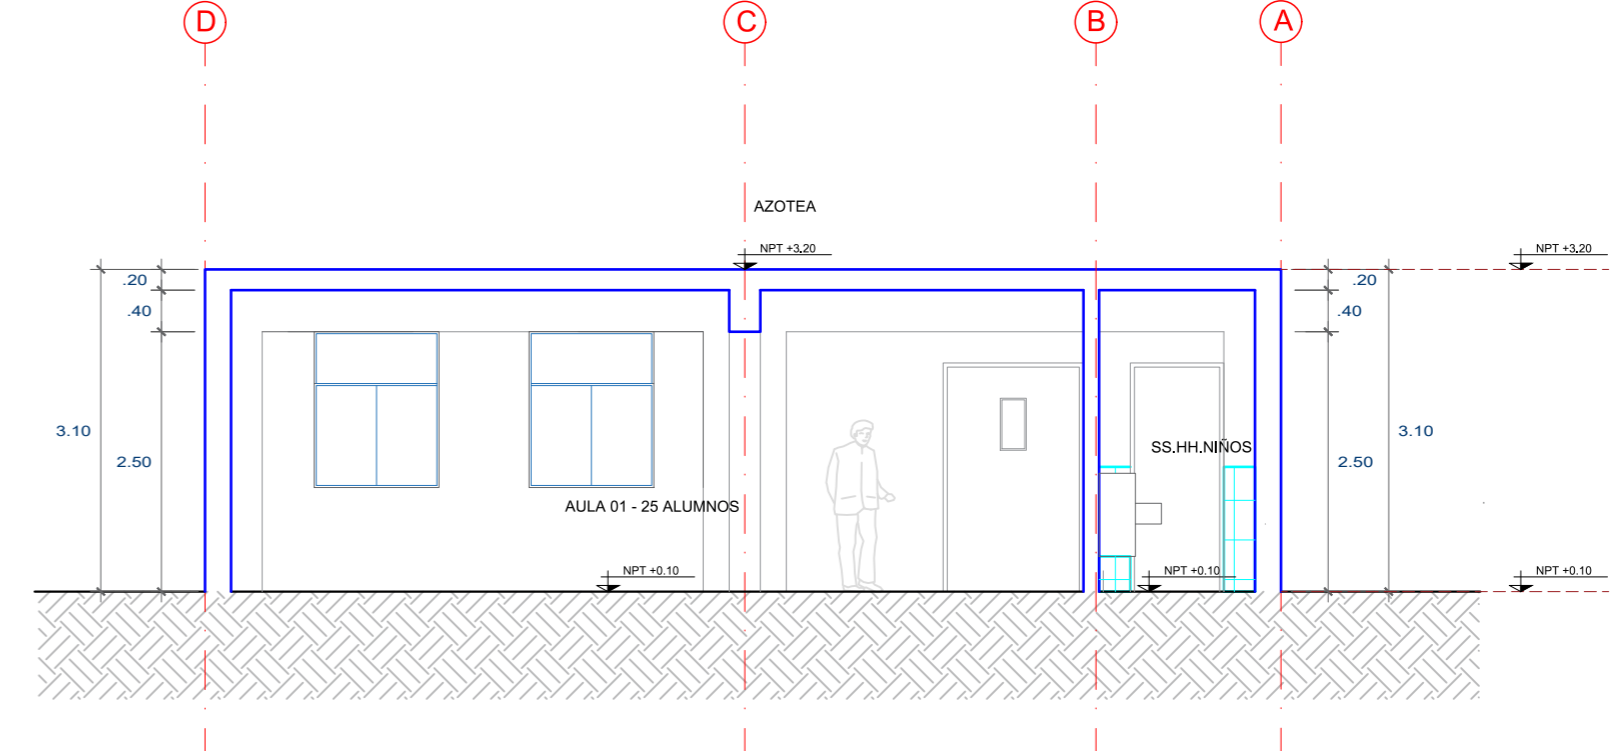 D
C
B
A
AZOTEA
NPT +3.20
NPT +3.20
.20
.20
.40
.40
3.10
3.10
2.50
2.50
SS.HH.NIÑOS
AULA 01 - 25 ALUMNOS
NPT +0.10
NPT +0.10
NPT +0.10